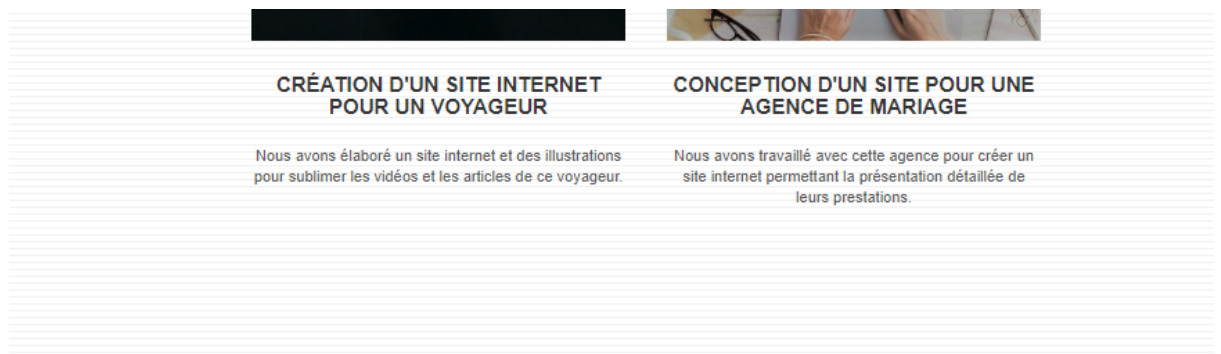 CRÉATION D'UN SITE INTERNET
POUR UN VOYAGEUR
Nous avons élaboré un site internet et des illustrations
pour sublimer les vidéos et les articles de ce voyageur.
CONCEPTION D'UN SITE POUR UNE
AGENCE DE MARIAGE
Nous avons travaillé avec cette agence pour créer un
site internet permettant la présentation détaillée de
leurs prestations.